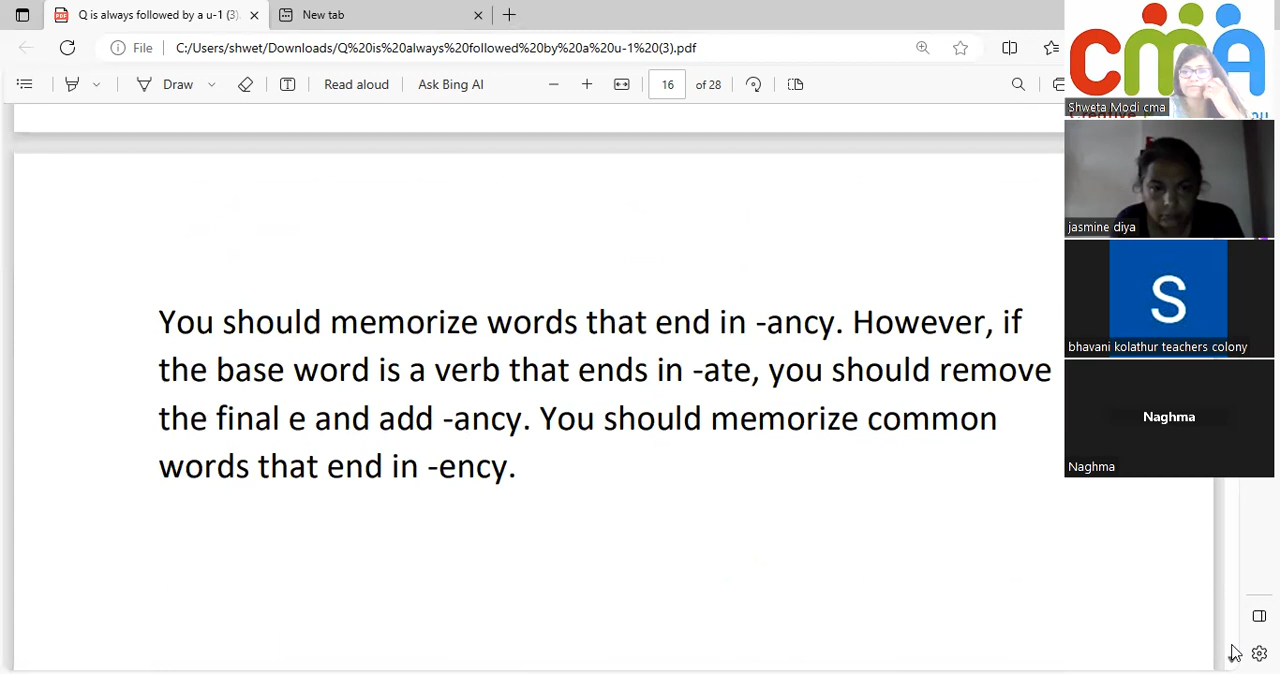 Q is always followed by a u-1 (3).
New tab
File
C:/Users/shwet/Downloads/Q%20is%20always%20followed%20by%20a%20u-1%20(3).pdf
Draw
Read aloud
Ask Bing AI
16
of 28
You should memorize words that end in -ancy. However, if
the base word is a verb that ends in -ate, you should remove
the final e and add -ancy. You should memorize common
words that end in -ency.
cma
Shweta Modi cma
jasmine diya
S
bhavani kolathur teachers colony
Naghma
Naghma